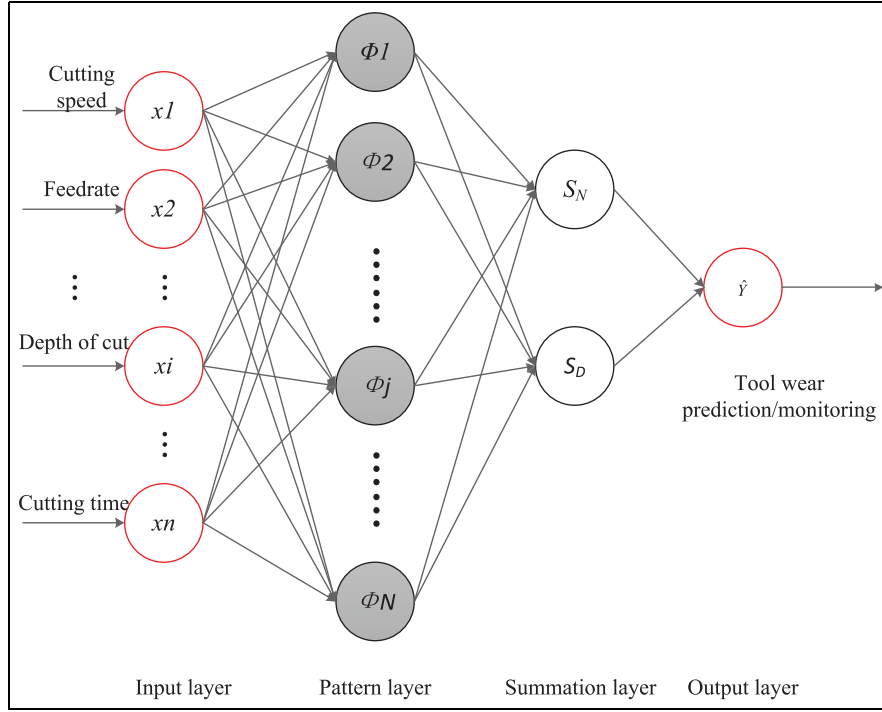 Cutting
speed
x1
Feedrate
x2
Depth of cut
xi
Cutting time
xn
Φ1
Φ2
Φj
ΦN
S_N
S_D
Ŷ
Tool wear
prediction/monitoring
Input layer
Pattern layer
Summation layer
Output layer